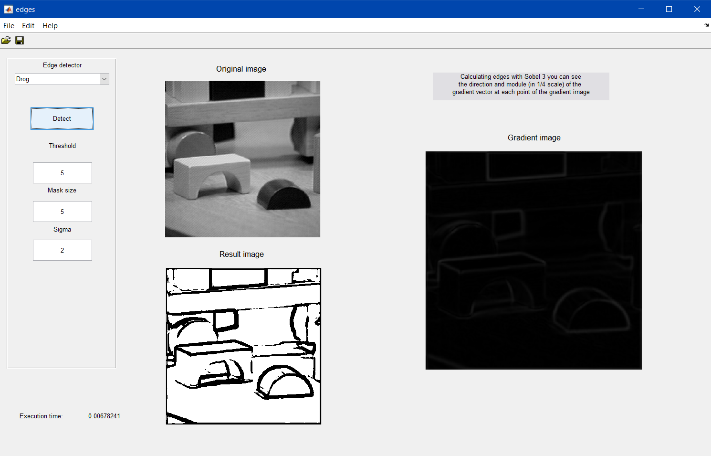 edges
File Edit Help
Edge detector
Drog
Detect
Threshold
5
Mask size
5
Sigma
2
Execution time 0.00678241
Original image
Result image
Calculating edges with Sobel 3 you can see
the direction and module (in 1/4 scale) of the
gradient vector at each point of the gradient image
Gradient image